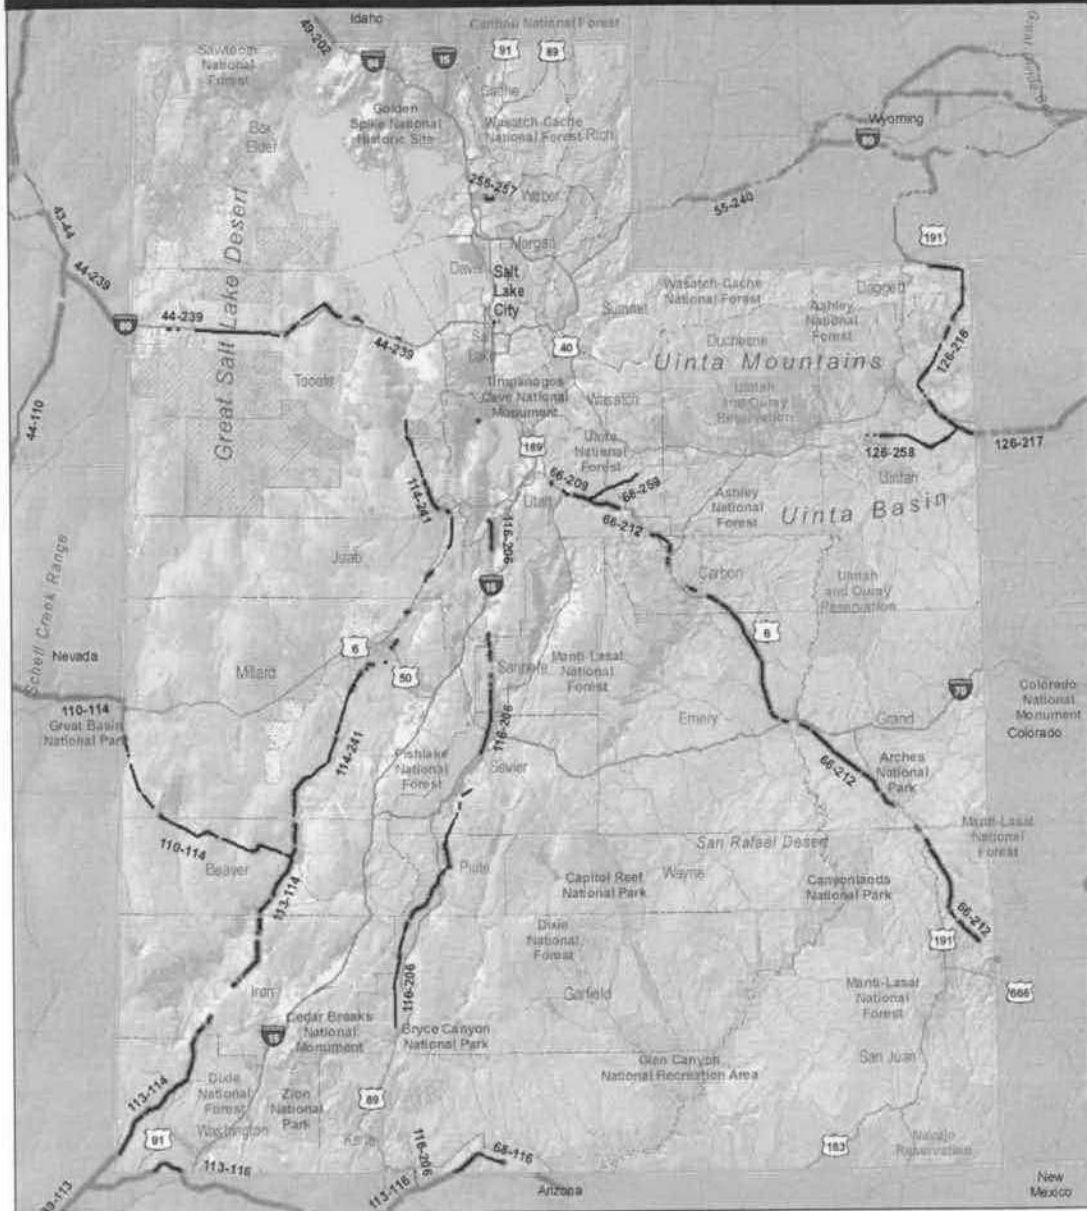 Idaho
Caribou National Forest
49-202
84
15
91
89
Sawtooth
National
Forest
Cache
Golden
Spike National
Historic Site
Wasatch-Cache
National Forest
Rich
Wyoming
80
Box
Elder
256-257
Weber
55-240
Great Salt Lake Desert
43-44
Morgan
191
44-239
Davis
Salt
Lake
City
Wasatch-Cache
National Forest
Daggett
Summit
Ashley
National
Forest
80
44-239
44-239
Salt
Lake
40
Duchesne
Uinta Mountains
126-218
Tooele
Timpanogos
Cave National
Monument
Wasatch
Uintah
and Ouray
Reservation
44-110
189
Uinta
National
Forest
126-258
126-217
114-241
66-209
66-259
Utah
Uintah
Ashley
National
Forest
Uinta Basin
66-212
116-206
Juab
Carbon
Uintah
and Ouray
Reservation
15
Schell Creek Range
Nevada
6
6
Millard
50
Sanpete
Manti-Lasal
National
Forest
70
Colorado
National
Monument
Colorado
110-114
Great Basin
National Park
Emery
Grand
114-241
116-206
Fishlake
National
Forest
Sevier
Arches
National
Park
66-212
Manti-Lasal
National
Forest
110-114
Beaver
San Rafael Desert
Piute
Capitol Reef
National Park
Wayne
Canyonlands
National Park
113-114
Dixie
National
Forest
66-212
191
116-206
Iron
Garfield
Manti-Lasal
National
Forest
666
Cedar Breaks
National
Monument
15
Bryce Canyon
National Park
Glen Canyon
National Recreation Area
San Juan
113-114
Dixie
National
Forest
Zion
National
Park
89
Washington
91
Kane
163
Navajo
Reservation
116-206
68-116
113-116
113-116
Arizona
New
Mexico